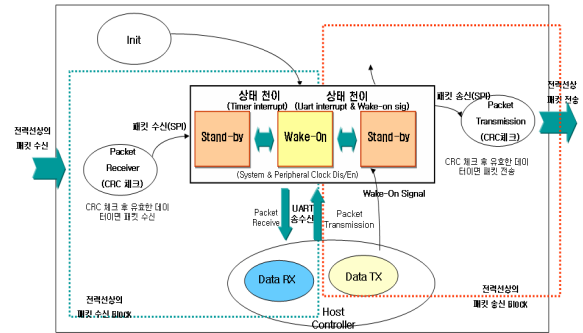 Init
상태 천이
(Timer interrupt)
상태 천이
(Uart interrupt & Wake-on sig)
전력선상의
패킷 수신
패킷 수신(SPI)
Packet
Receiver
(CRC 체크)
CRC 체크 후 유효한 데이
터이면 패킷 수신
Stand-by
Wake-On
Stand-by
(System & Peripheral Clock Dis/En)
패킷 송신(SPI)
Packet
Transmission
(CRC체크)
CRC 체크 후 유효한 데이
터이면 패킷 전송
전력선상
패킷 전송
Wake-On Signal
Packet
Receive
UART
송수신
Packet
Transmission
Data RX
Data TX
Host
Controller
전력선상의
패킷 수신 Block
전력선상의
패킷 송신 Block